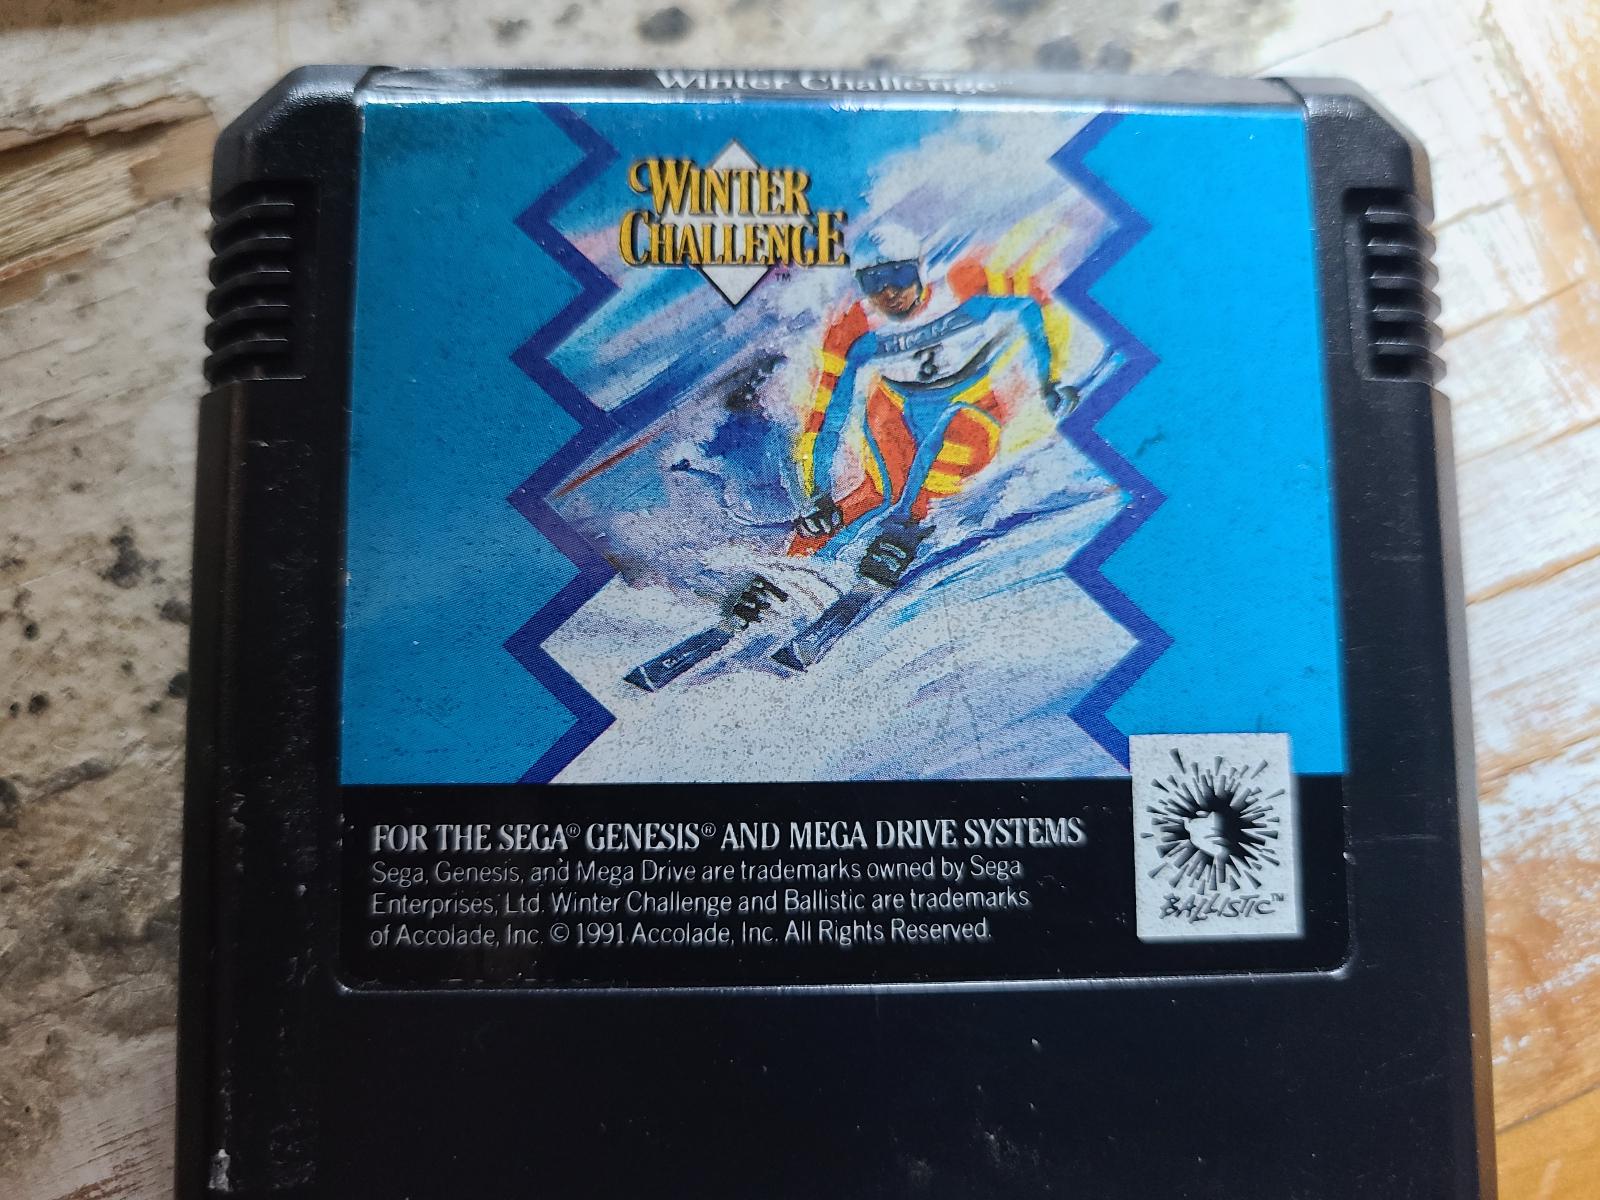 Winter Challenge
WINTER
CHALLENGE™
3
FOR THE SEGA® GENESIS® AND MEGA DRIVE SYSTEMS
Sega, Genesis, and Mega Drive are trademarks owned by Sega
Enterprises, Ltd. Winter Challenge and Ballistic are trademarks
of Accolade, Inc. © 1991 Accolade, Inc. All Rights Reserved.
BALLISTIC™